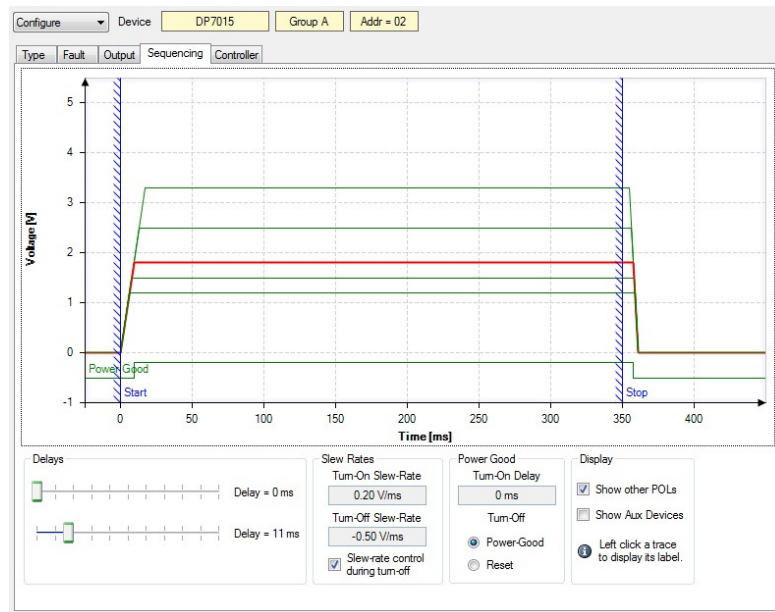 Configure Device DP7015 Group A Addr = 02
Type Fault Output Sequencing Controller
5
4
3
2
1
0
-1
Voltage [V]
Power Good
Start
Stop
0 50 100 150 200 250 300 350 400
Time [ms]
Delays
Delay = 0 ms
Delay = 11 ms
Slew Rates
Turn-On Slew-Rate
0.20 V/ms
Turn-Off Slew-Rate
-0.50 V/ms
Slew-rate control
during turn-off
Power Good
Turn-On Delay
0 ms
Turn-Off
Power-Good
Reset
Display
Show other POLs
Show Aux Devices
Left click a trace
to display its label.